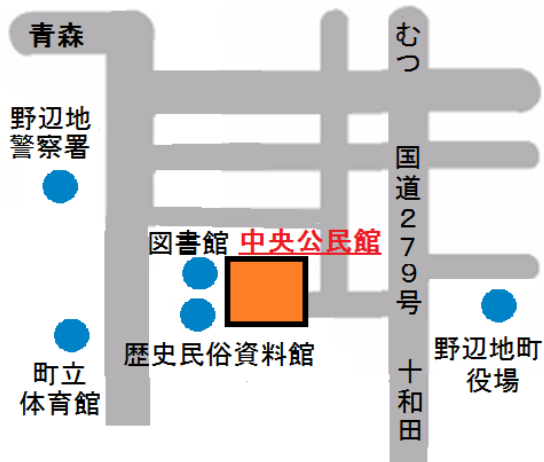 青森
むつ
野辺地
警察署
国道279号
図書館
中央公民館
歴史民俗資料館
野辺地町
役場
町立
体育館
十和田